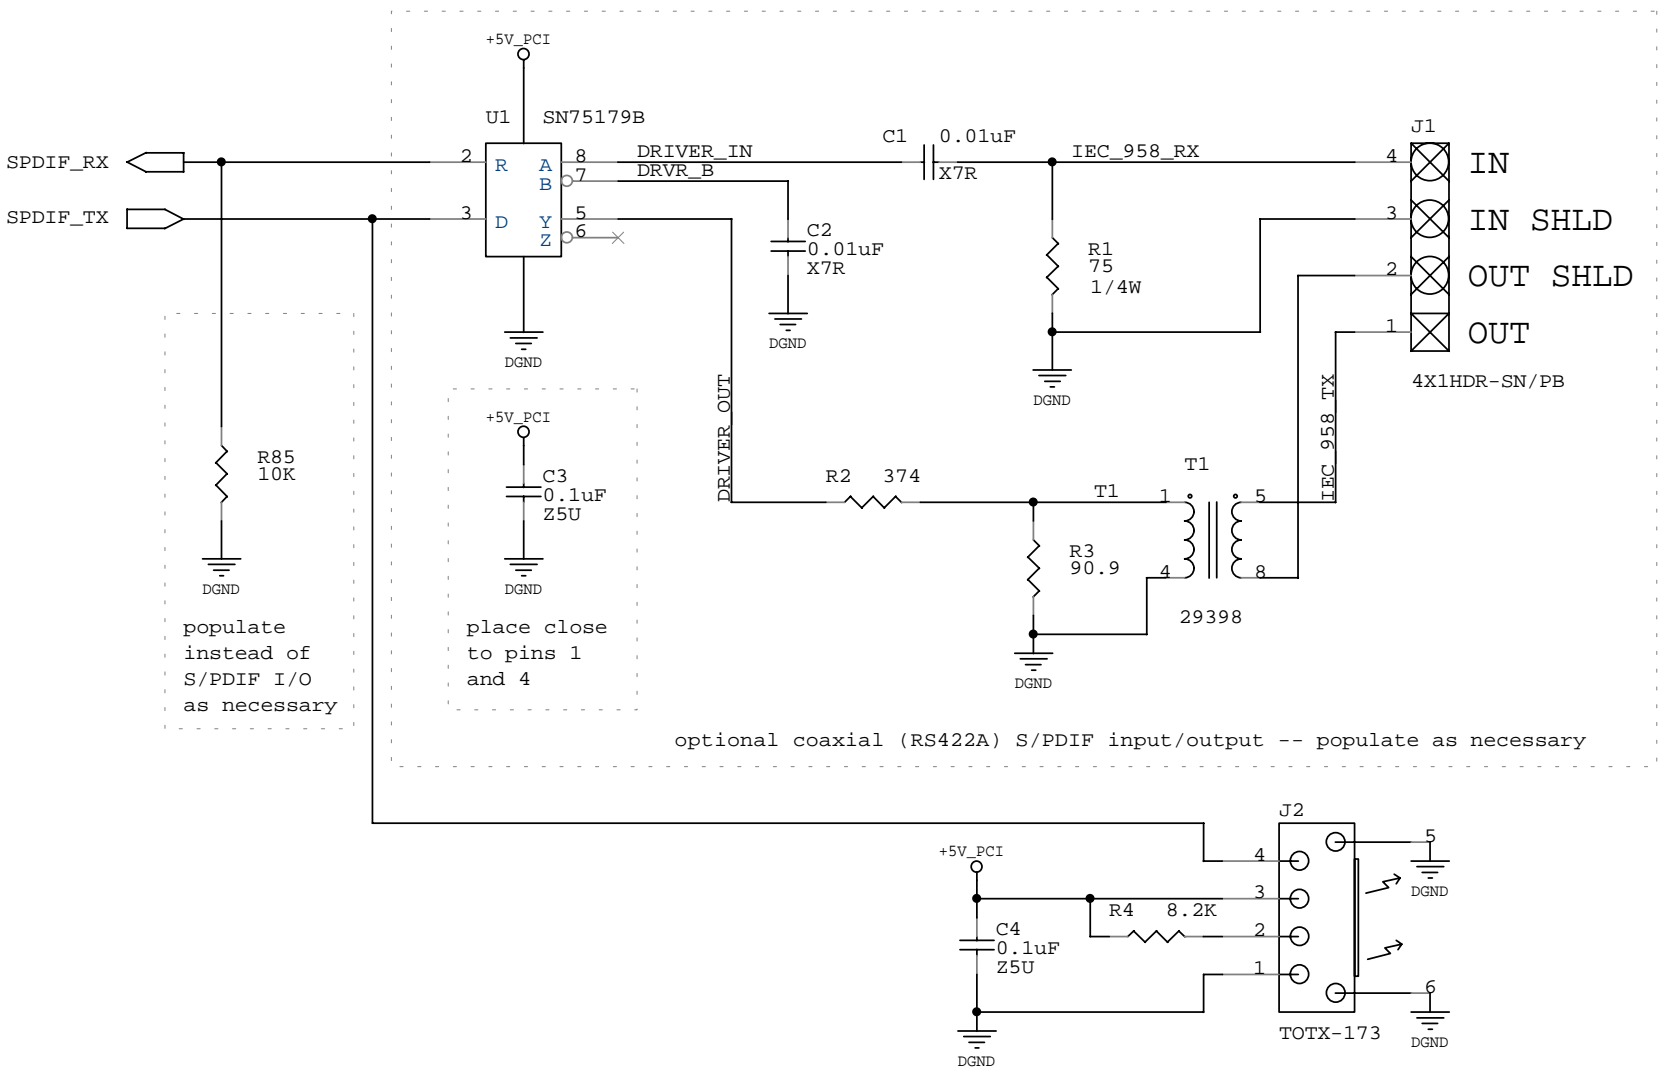 +5V_PCI
U1 SN75179B
SPDIF_RX
2 R A 8 DRIVER_IN
B 7 DRVR_B
SPDIF_TX
3 D Y 5
Z 6
DGND
C1 0.01uF
X7R
IEC_958_RX
C2
0.01uF
X7R
DGND
R1
75
1/4W
DGND
J1
4 IN
3 IN SHLD
2 OUT SHLD
1 OUT
4X1HDR-SN/PB
R85
10K
DGND
populate
instead of
S/PDIF I/O
as necessary
+5V_PCI
C3
0.1uF
Z5U
DGND
place close
to pins 1
and 4
DRIVER OUT
R2 374
R3
90.9
DGND
T1
T1
1 5
4 8
29398
IEC 958 TX
optional coaxial (RS422A) S/PDIF input/output -- populate as necessary
J2
+5V_PCI
4
3
R4 8.2K
2
1
C4
0.1uF
Z5U
DGND
5
DGND
6
DGND
TOTX-173